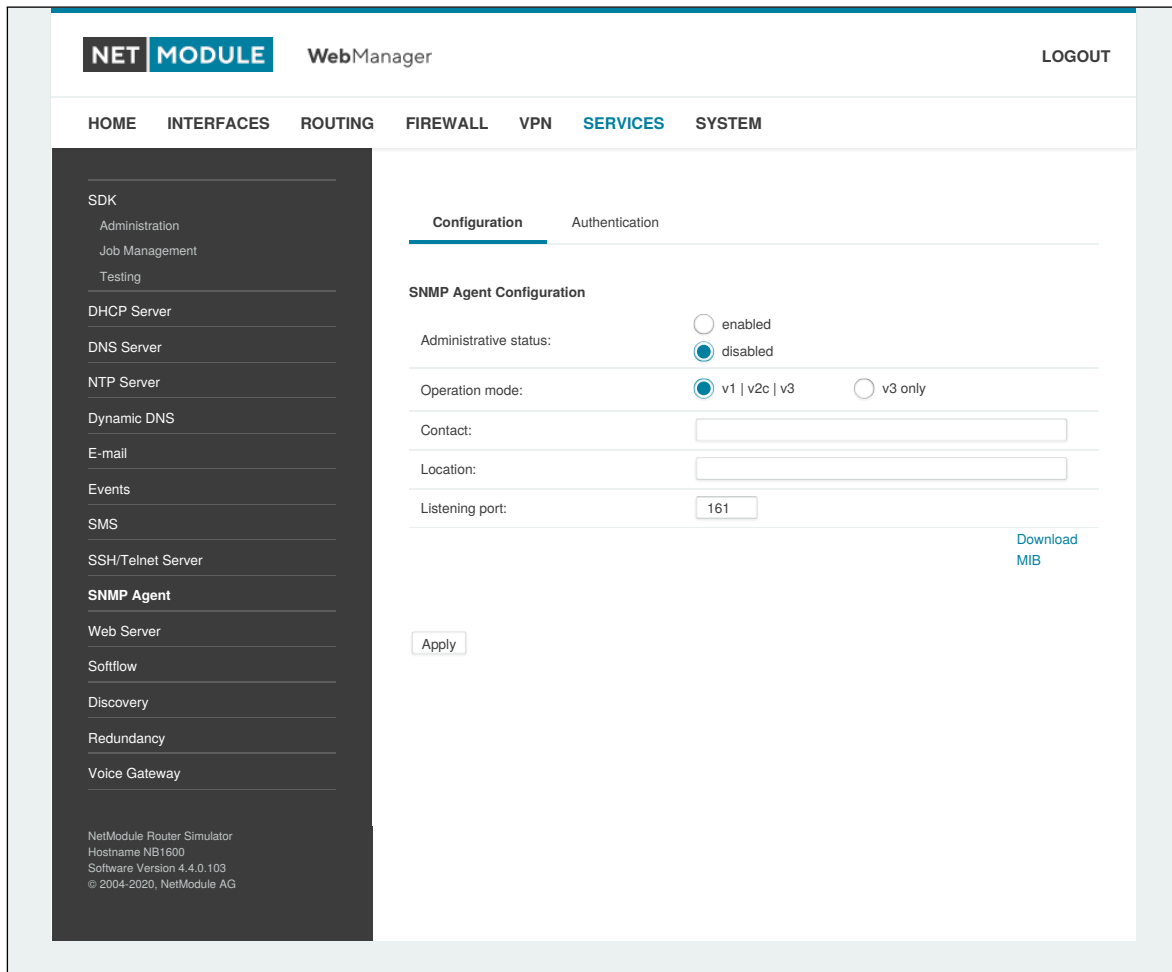 NET MODULE WebManager LOGOUT
HOME INTERFACES ROUTING FIREWALL VPN SERVICES SYSTEM
SDK
Administration
Job Management
Testing
DHCP Server
DNS Server
NTP Server
Dynamic DNS
E-mail
Events
SMS
SSH/Telnet Server
SNMP Agent
Web Server
Softflow
Discovery
Redundancy
Voice Gateway
NetModule Router Simulator
Hostname NB1600
Software Version 4.4.0.103
© 2004-2020, NetModule AG
Configuration Authentication
SNMP Agent Configuration
Administrative status:
enabled
disabled
Operation mode: v1 | v2c | v3 v3 only
Contact:
Location:
Listening port: 161
Download
MIB
Apply